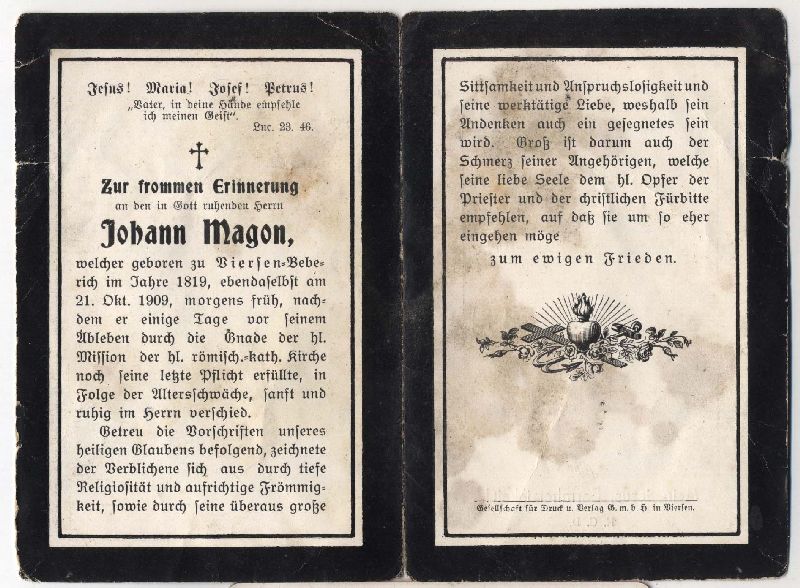 Jesus! Maria! Josef! Petrus!
„Vater, in deine Hände empfehle
ich meinen Geist“.
Luc. 23. 46.
Zur frommen Erinnerung
an den in Gott ruhenden Herrn
Johann Magon,
welcher geboren zu Viersen-Bebe-
rich im Jahre 1819, ebendaselbst am
21. Okt. 1909, morgens früh, nach-
dem er einige Tage vor seinem
Ableben durch die Gnade der hl.
Mission der hl. römisch.-kath. Kirche
noch seine letzte Pflicht erfüllte, in
Folge der Altersschwäche, sanft und
ruhig im Herrn verschied.
Getreu die Vorschriften unseres
heiligen Glaubens befolgend, zeichnete
der Verblichene sich aus durch tiefe
Religiosität und aufrichtige Frömmig-
keit, sowie durch seine überaus große
Sittsamkeit und Anspruchslosigkeit und
seine werktätige Liebe, weshalb sein
Andenken auch ein gesegnetes sein
wird. Groß ist darum auch der
Schmerz seiner Angehörigen, welche
seine liebe Seele dem hl. Opfer der
Priester und der christlichen Fürbitte
empfehlen, auf daß sie um so eher
eingehen möge
zum ewigen Frieden.
Gesellschaft für Druck u. Verlag G. m. b. H. in Viersen.